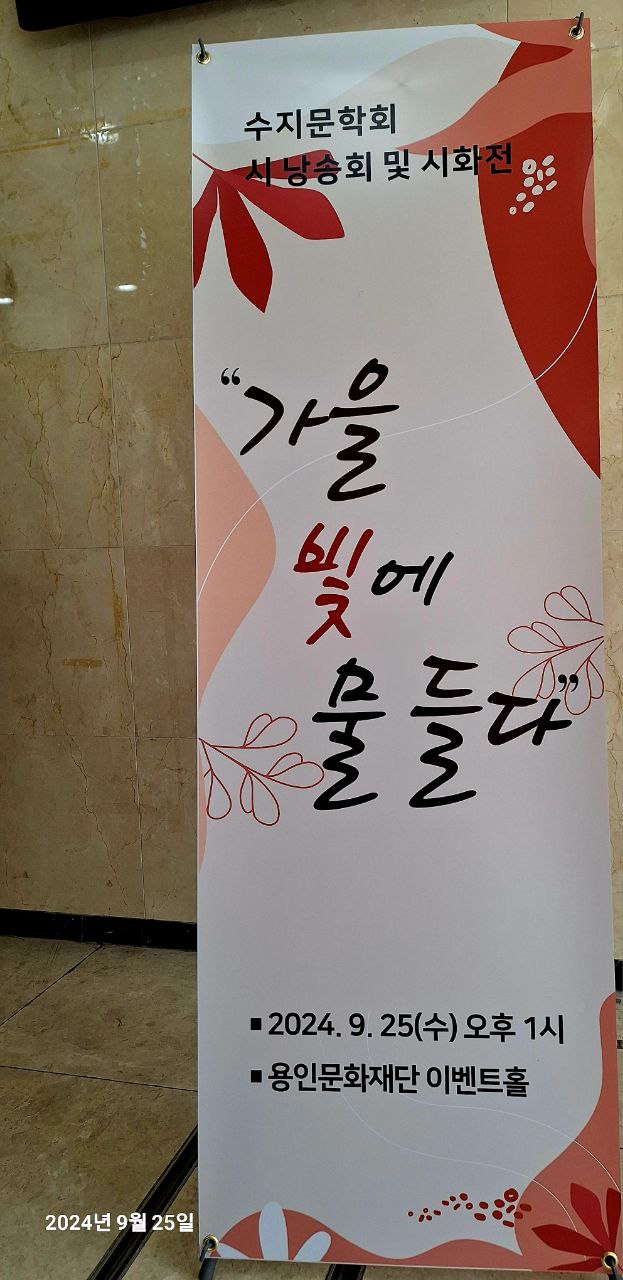 수지문학회
시 낭송회 및 시화전
“가을
빛에
물들다”
▪2024. 9. 25(수) 오후 1시
▪용인문화재단 이벤트홀
2024년 9월 25일